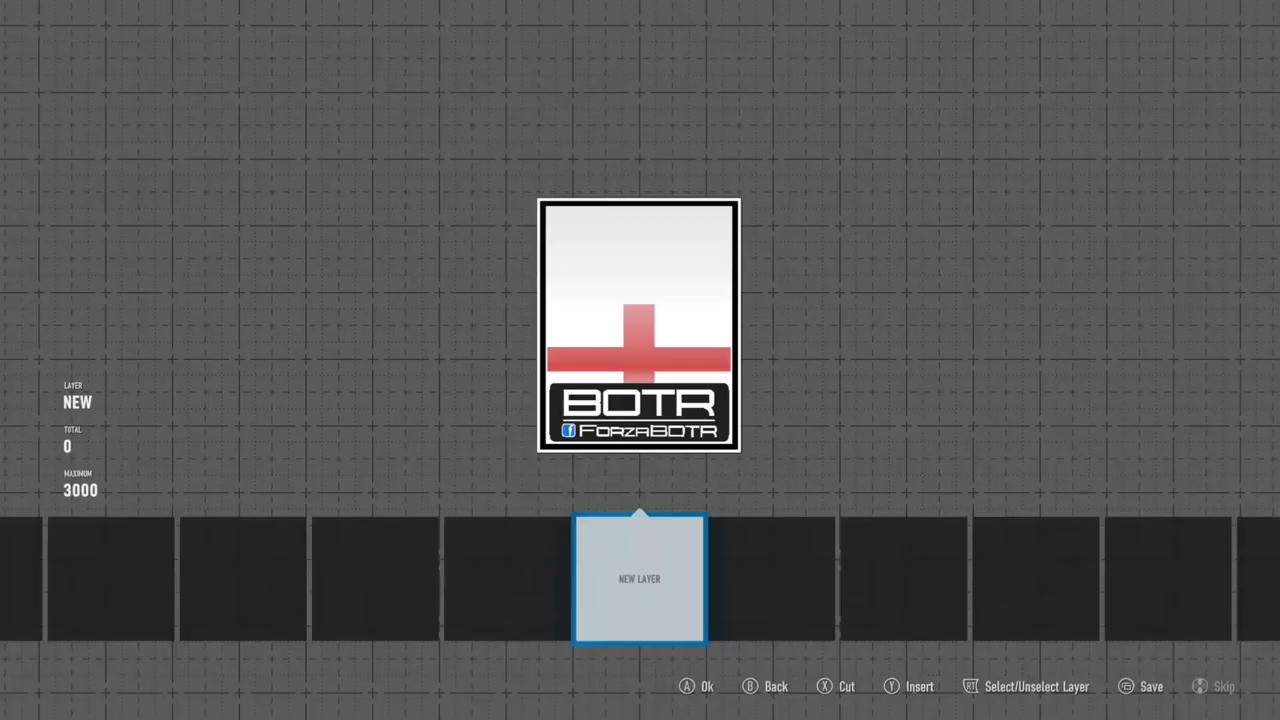 BOTR
ForzaBOTR
LAYER
NEW
TOTAL
0
MAXIMUM
3000
NEW LAYER
A Ok
B Back
X Cut
Y Insert
RT Select/Unselect Layer
Save
Skip